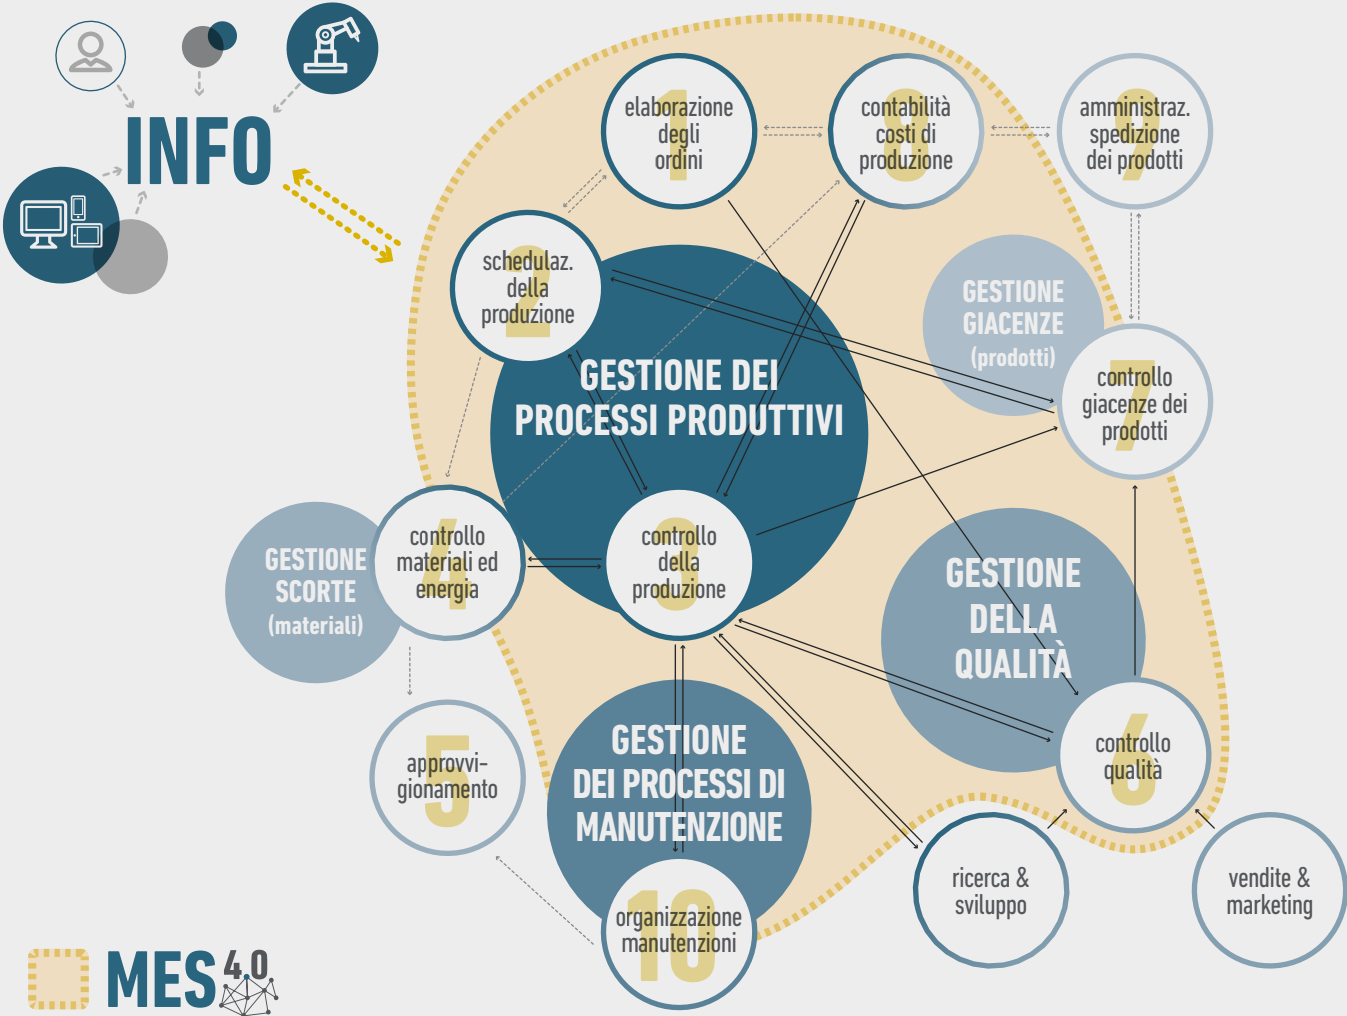 INFO
1
elaborazione
degli
ordini
8
contabilità
costi di
produzione
9
amministraz.
spedizione
dei prodotti
2
schedulaz.
della
produzione
GESTIONE
GIACENZE
(prodotti)
GESTIONE DEI
PROCESSI PRODUTTIVI
7
controllo
giacenze dei
prodotti
GESTIONE
SCORTE
(materiali)
4
controllo
materiali ed
energia
3
controllo
della
produzione
GESTIONE
DELLA
QUALITÀ
5
approvvi-
gionamento
GESTIONE
DEI PROCESSI DI
MANUTENZIONE
6
controllo
qualità
10
organizzazione
manutenzioni
ricerca &
sviluppo
vendite &
marketing
MES 4.0